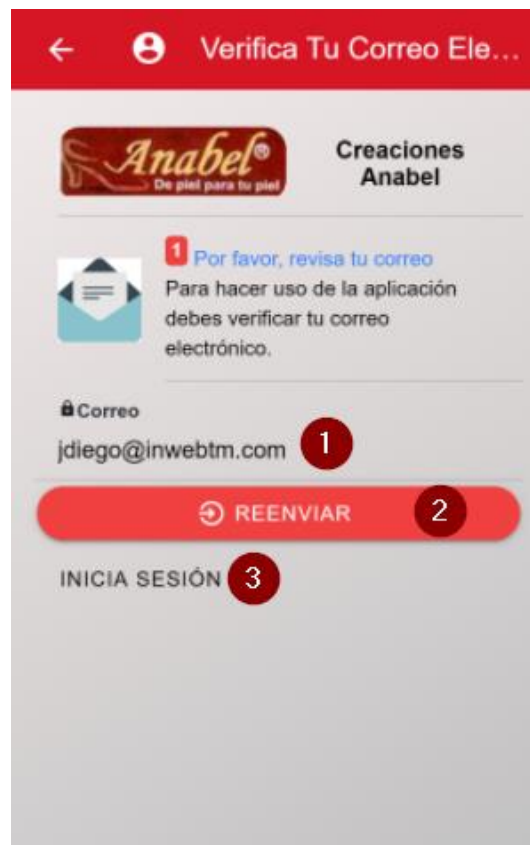 Verifica Tu Correo Ele...
Anabel®
De piel para tu piel
Creaciones
Anabel
1 Por favor, revisa tu correo
Para hacer uso de la aplicación
debes verificar tu correo
electrónico.
Correo
jdiego@inwebtm.com 1
REENVIAR 2
INICIA SESIÓN 3